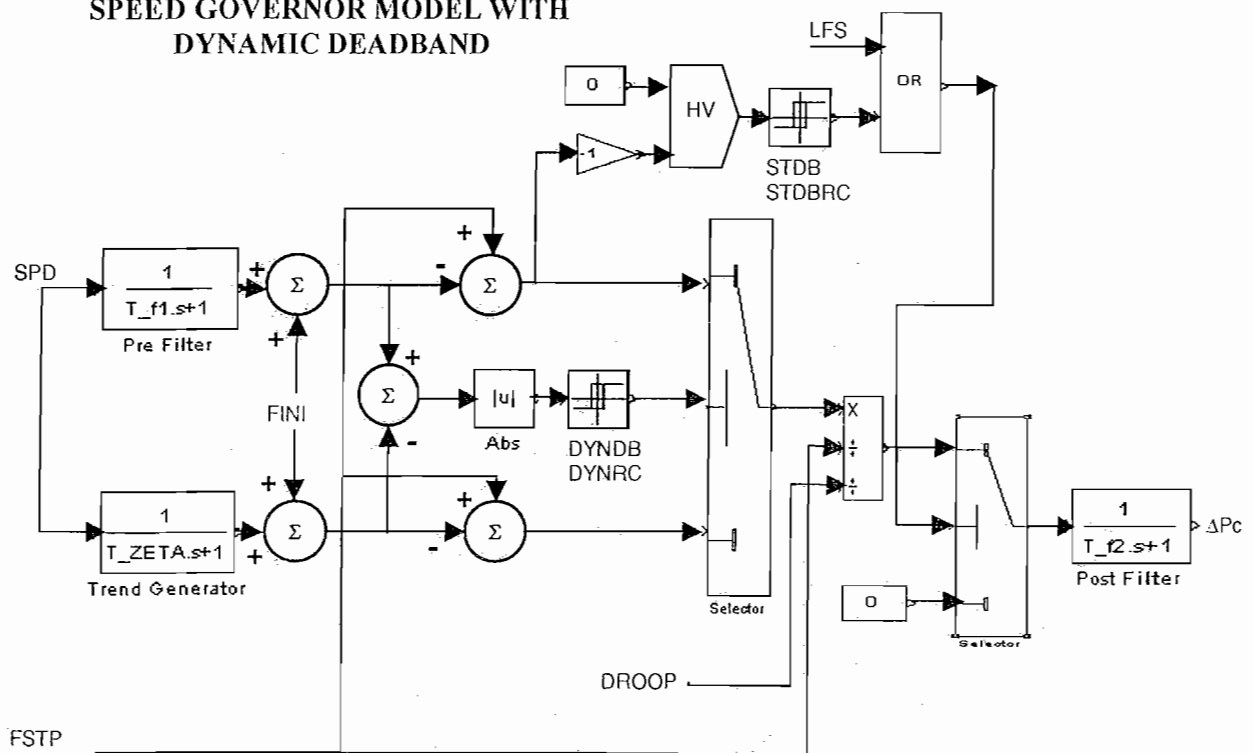 SPEED GOVERNOR MODEL WITH
DYNAMIC DEADBAND
LFS
OR
0
HV
-1
STDB
STDBRC
SPD
1
T_f1.s+1
Pre Filter
+
Σ
+
+
-
Σ
FINI
+
Σ
-
|u|
Abs
DYNDB
DYNRC
1
T_ZETA.s+1
Trend Generator
+
Σ
+
+
-
Σ
Selector
X
÷
÷
0
Selector
1
T_f2.s+1
Post Filter
ΔPc
DROOP
FSTP